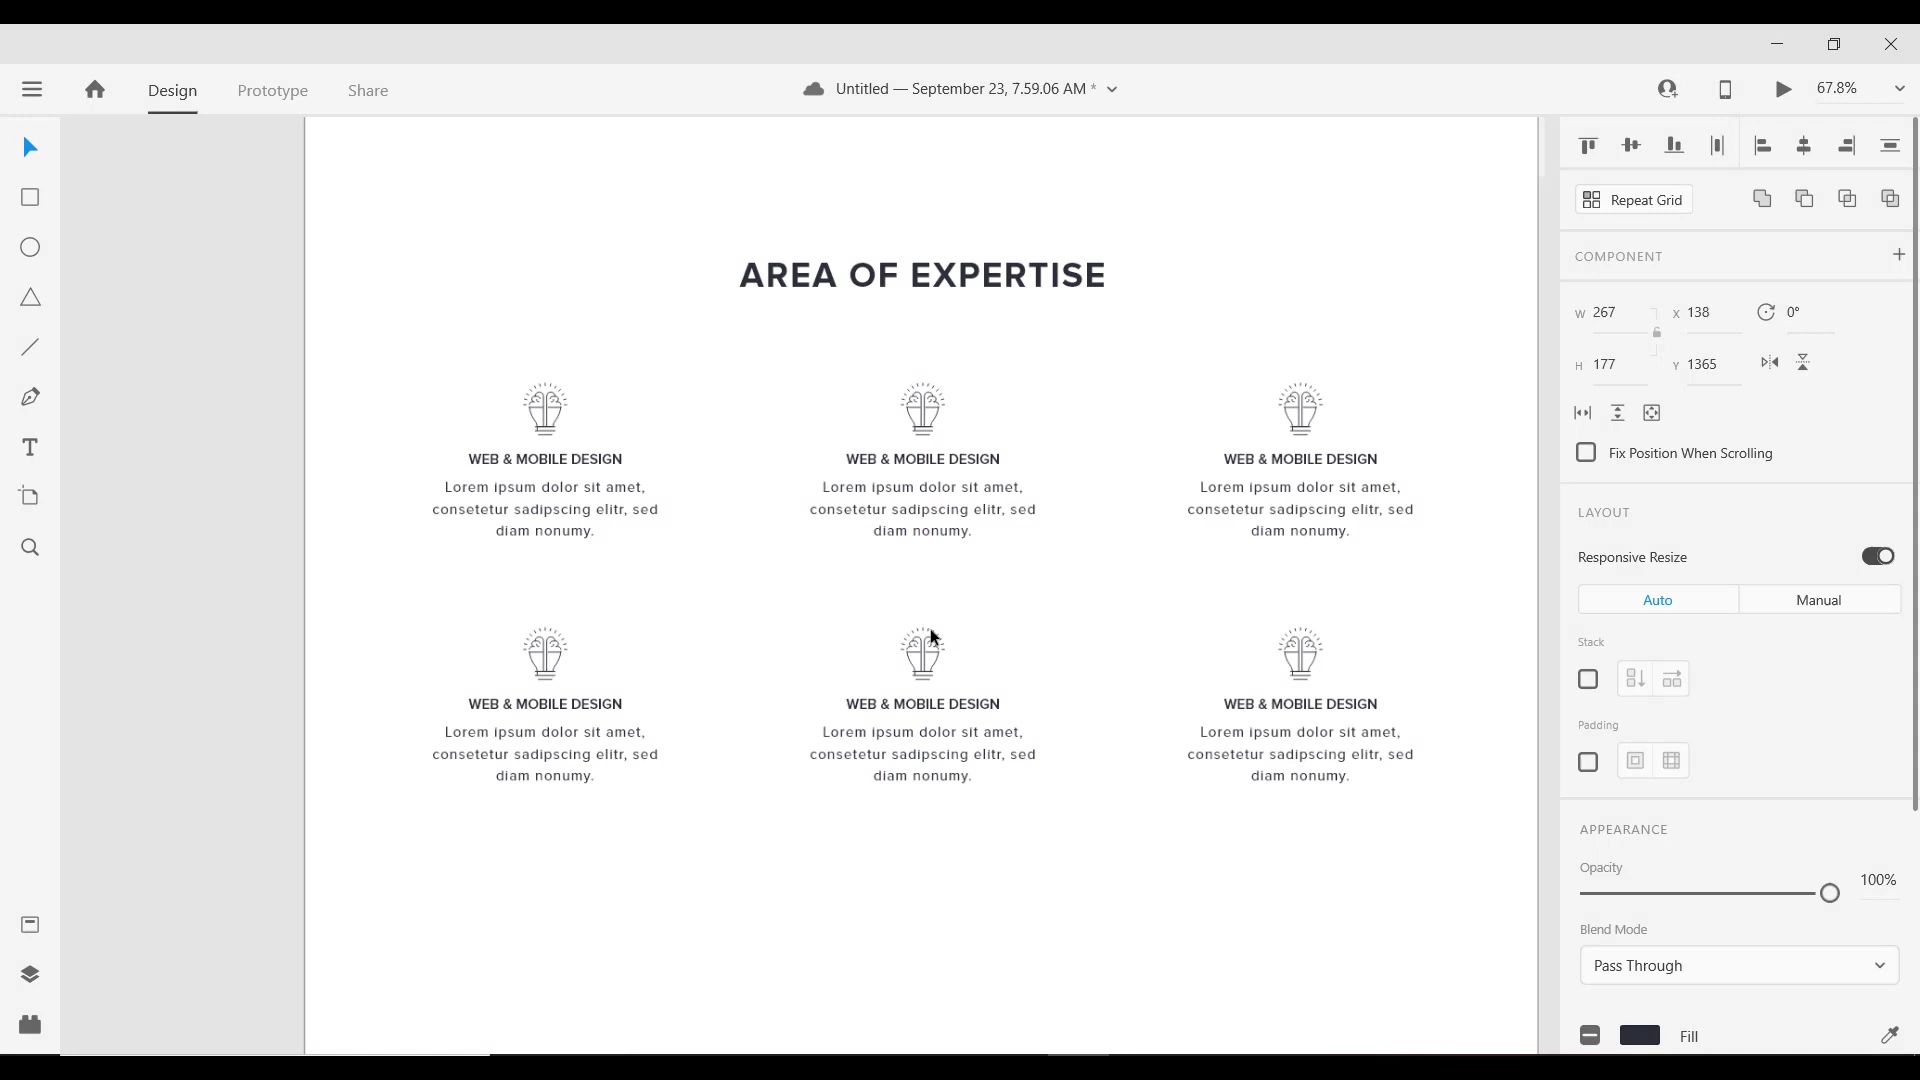 Design
Prototype
Share
Untitled — September 23, 7.59.06 AM *
67.8%
AREA OF EXPERTISE
WEB & MOBILE DESIGN
Lorem ipsum dolor sit amet,
consetetur sadipscing elitr, sed
diam nonumy.
WEB & MOBILE DESIGN
Lorem ipsum dolor sit amet,
consetetur sadipscing elitr, sed
diam nonumy.
WEB & MOBILE DESIGN
Lorem ipsum dolor sit amet,
consetetur sadipscing elitr, sed
diam nonumy.
WEB & MOBILE DESIGN
Lorem ipsum dolor sit amet,
consetetur sadipscing elitr, sed
diam nonumy.
WEB & MOBILE DESIGN
Lorem ipsum dolor sit amet,
consetetur sadipscing elitr, sed
diam nonumy.
WEB & MOBILE DESIGN
Lorem ipsum dolor sit amet,
consetetur sadipscing elitr, sed
diam nonumy.
Repeat Grid
COMPONENT
W 267 X 138 0°
H 177 Y 1365
Fix Position When Scrolling
LAYOUT
Responsive Resize
Auto Manual
Stack
Padding
APPEARANCE
Opacity
100%
Blend Mode
Pass Through
Fill